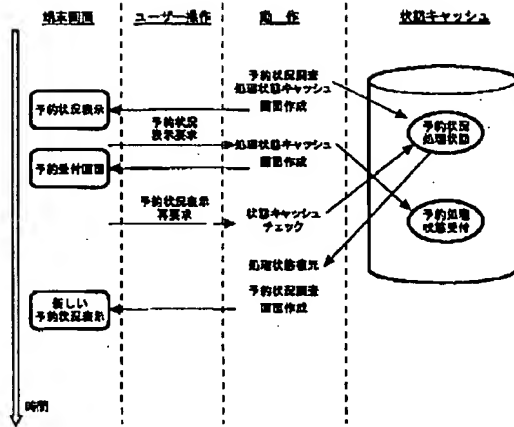 端末画面 ユーザー操作 動作 状態キャッシュ
予約状況調査
処理状態キャッシュ
画面作成
予約状況表示
予約状況
処理状態
予約状況
表示要求
処理状態キャッシュ
画面作成
予約受付画面
予約状況表示
再要求
状態キャッシュ
チェック
予約処理
状態受付
処理状態復元
予約状況調査
画面作成
新しい
予約状況表示
時間